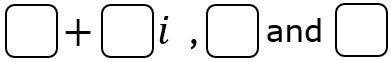 □ + □i , □ and □